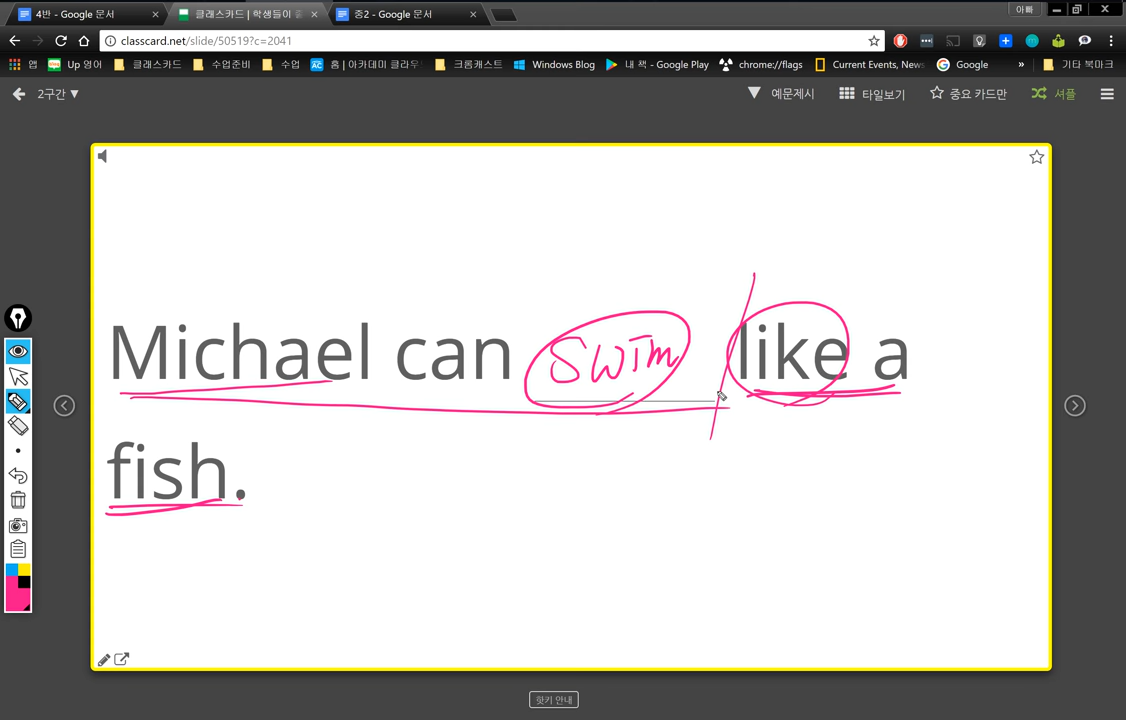 4반 - Google 문서
클래스카드 | 학생들이 좋
중2 - Google 문서
아빠
classcard.net/slide/50519?c=2041
앱 Up 영어 클래스카드 수업준비 수업 홈 | 아카데미 클라우 크롬캐스트 Windows Blog 내 책 - Google Play chrome://flags Current Events, News Google » 기타 북마크
2구간 ▼ ▼ 예문제시 타일보기 중요 카드만 셔플
Michael can swim like a
fish.
핫키 안내